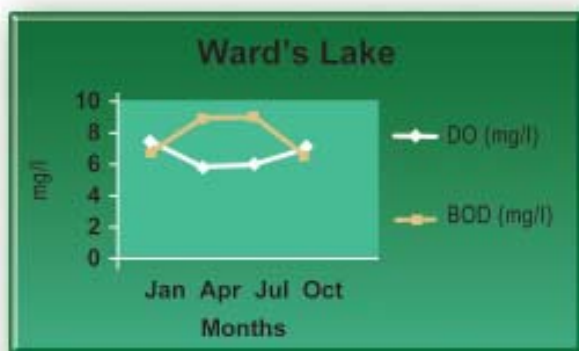 Ward's Lake
10
8
6
4
2
0
mg/l
Jan Apr Jul Oct
Months
DO (mg/l)
BOD (mg/l)